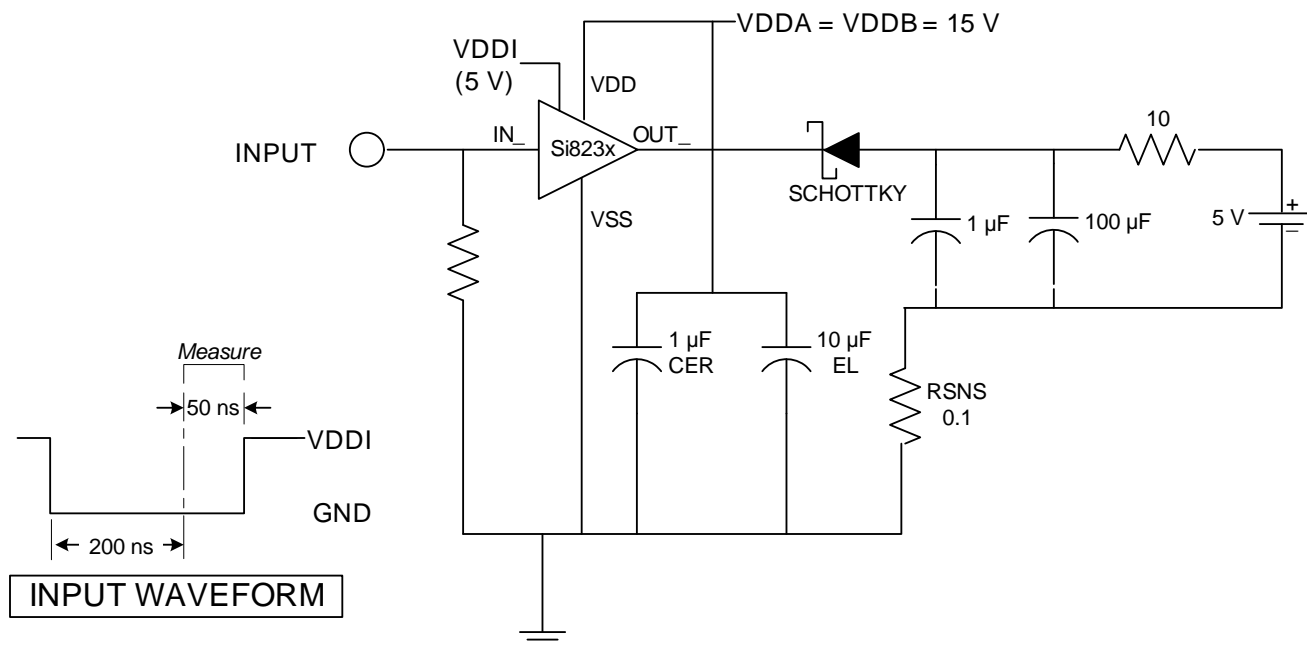 VDDA = VDDB = 15 V
VDDI
(5 V)
VDD
10
INPUT
IN_
Si823x
OUT_
SCHOTTKY
VSS
1 µF
100 µF
5 V
+
–
1 µF
CER
10 µF
EL
RSNS
0.1
Measure
50 ns
VDDI
GND
200 ns
INPUT WAVEFORM